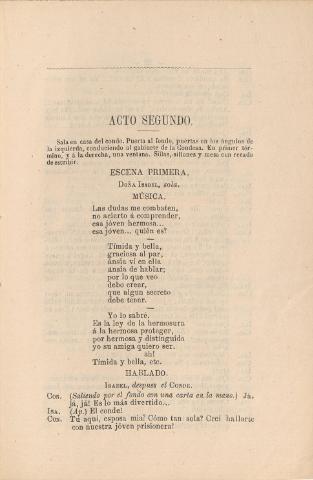 ACTO SEGUNDO.
Sala en casa del conde. Puerta al fondo, puertas en los ángulos de
la izquierda, conduciendo al gabinete de la Condesa. En primer tér-
mino, y á la derecha, una ventana. Sillas, sillones y mesa con recado
de escribir.
ESCENA PRIMERA.
DOÑA ISABEL, sola.
MÚSICA.
Las dudas me combaten,
no acierto á comprender,
esa jóven hermosa...
esa jóven... quién es?
Tímida y bella,
graciosa al par,
ánsia ví en ella
ánsia de hablar;
por lo que veo
debo crear,
que algun secreto
debe tener.
Yo lo sabré.
Es la ley de la hermosura
á la hermosa proteger,
por hermosa y distinguida
yo su amiga quiero ser.
ah!
Tímida y bella, etc.
HABLADO.
ISABEL, despues el CONDE.
CON. (Saliendo por el fondo con una carta en la mano.) Já,
já, já! Es lo más divertido...
ISA. (Ap.) El conde!
CON. Tú aquí, esposa mia! Cómo tan sola? Creí hallarte
con nuestra jóven prisionera!